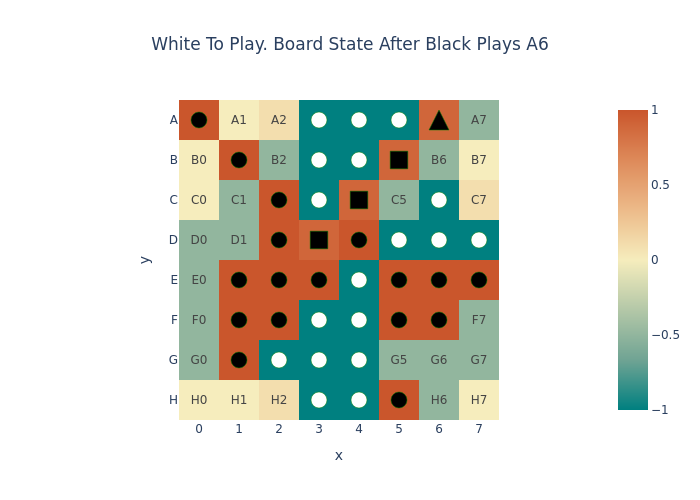 White To Play. Board State After Black Plays A6
A A1 A2 A7 1
B B0 B2 B6 B7
C C0 C1 C5 C7 0.5
D D0 D1
y
E E0 0
F F0 F7 −0.5
G G0 G5 G6 G7
H H0 H1 H2 H6 H7 −1
0 1 2 3 4 5 6 7
x